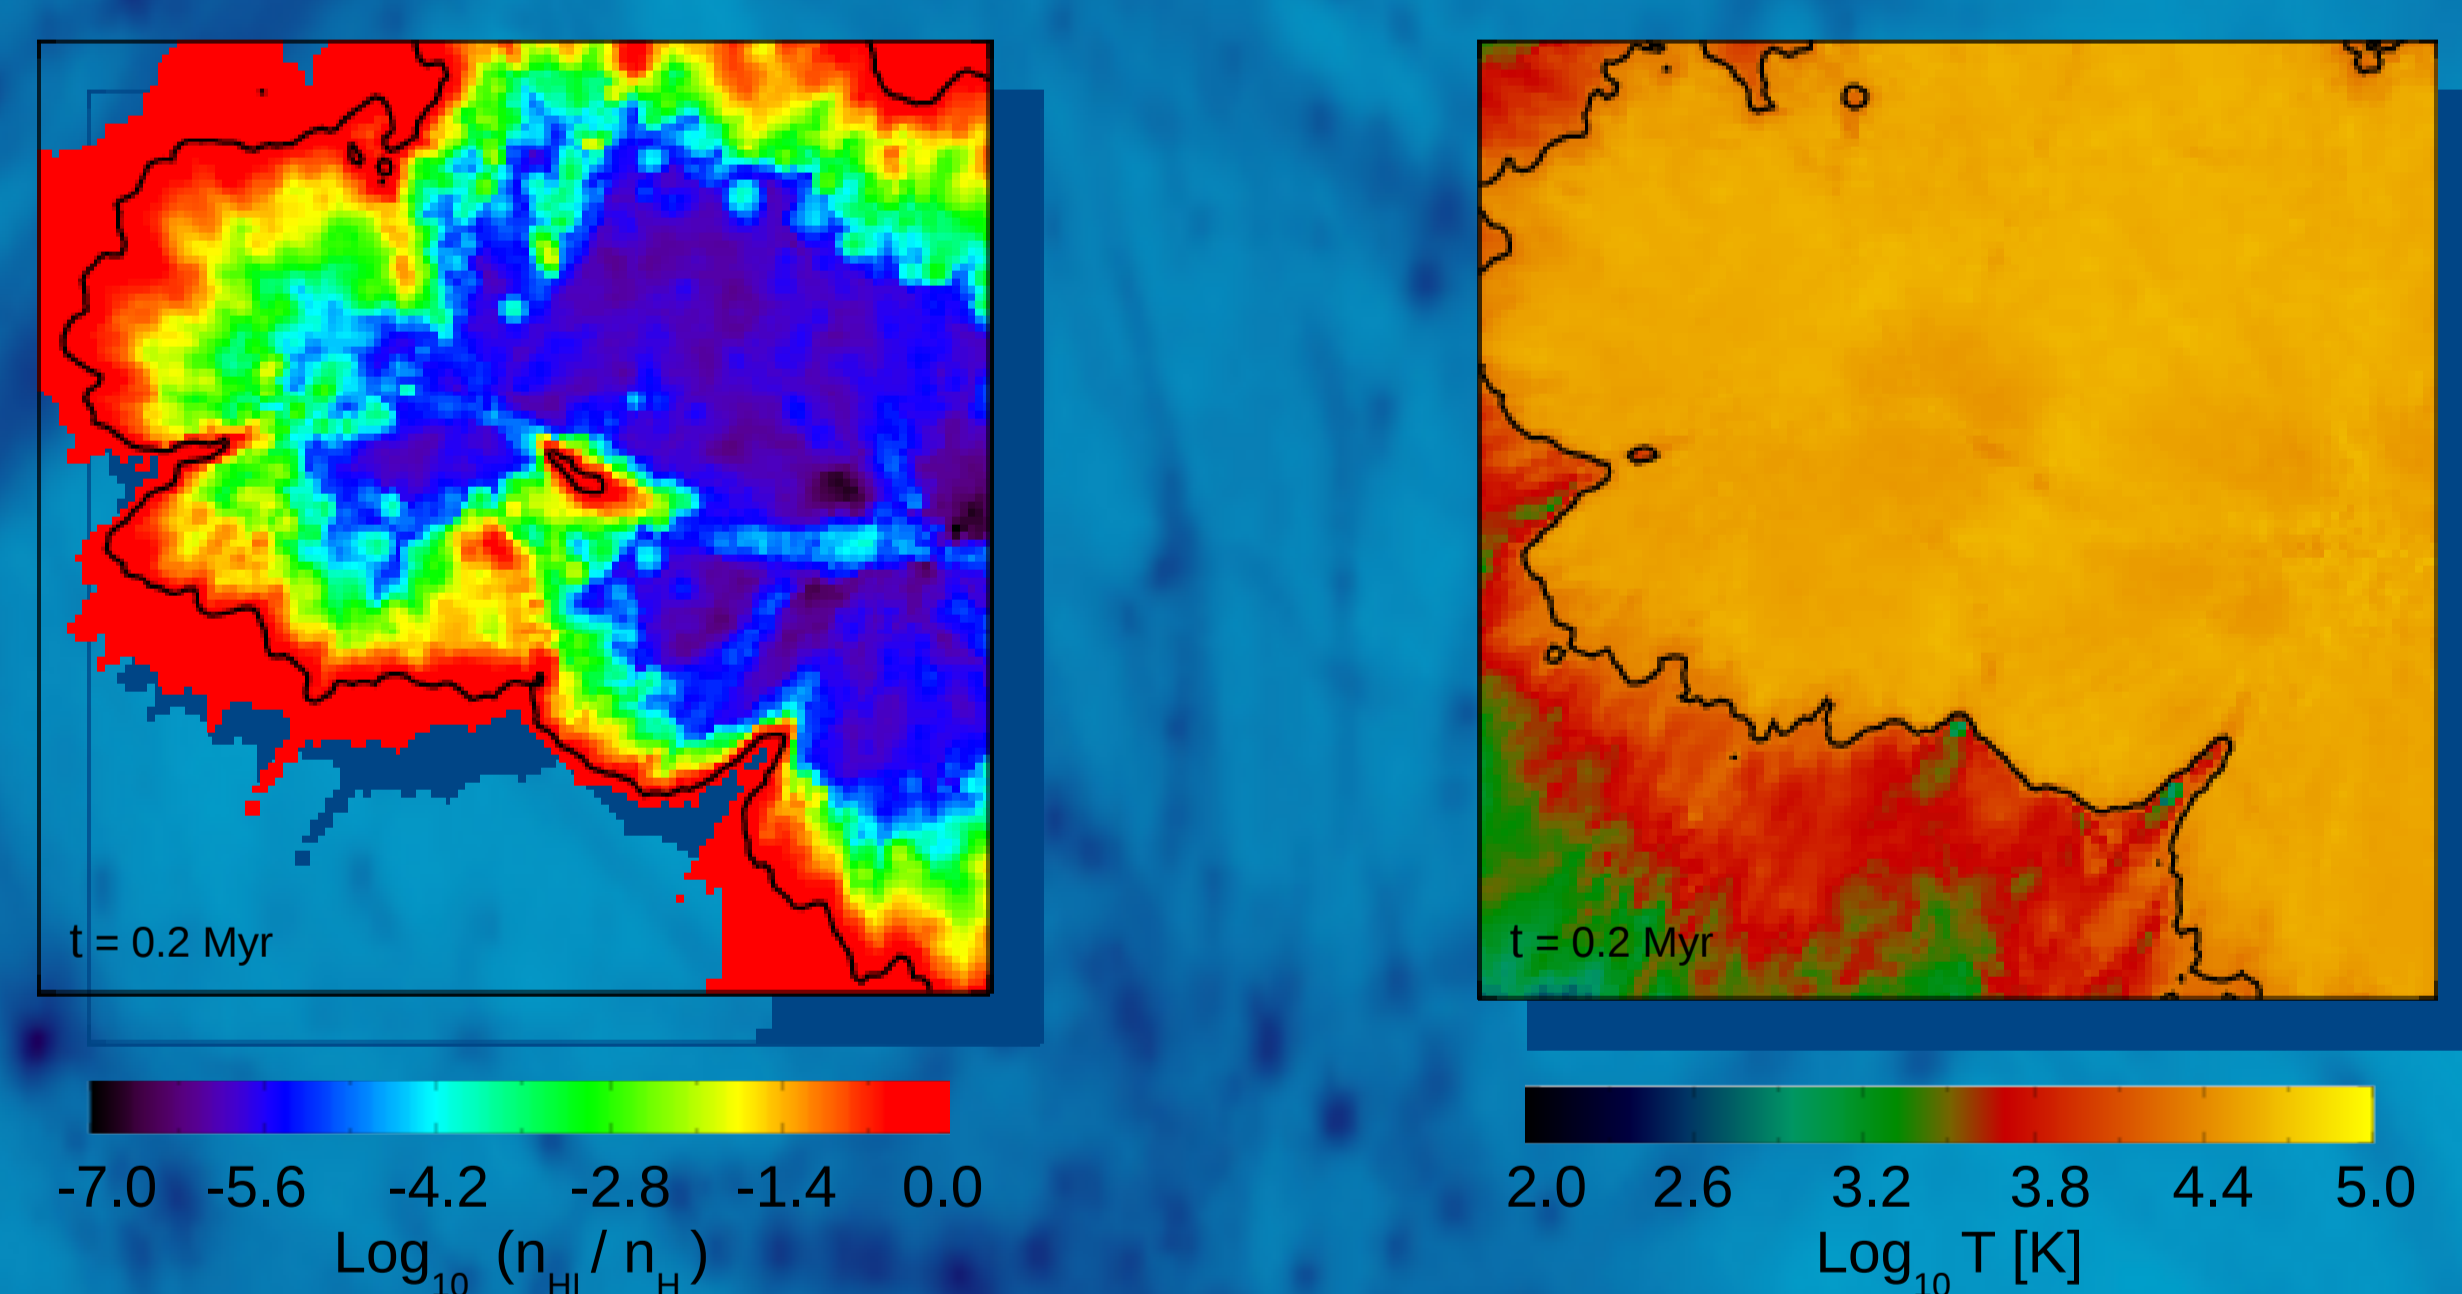 t = 0.2 Myr
t = 0.2 Myr
-7.0 -5.6 -4.2 -2.8 -1.4 0.0
Log10 (nHI / nH)
2.0 2.6 3.2 3.8 4.4 5.0
Log10 T [K]